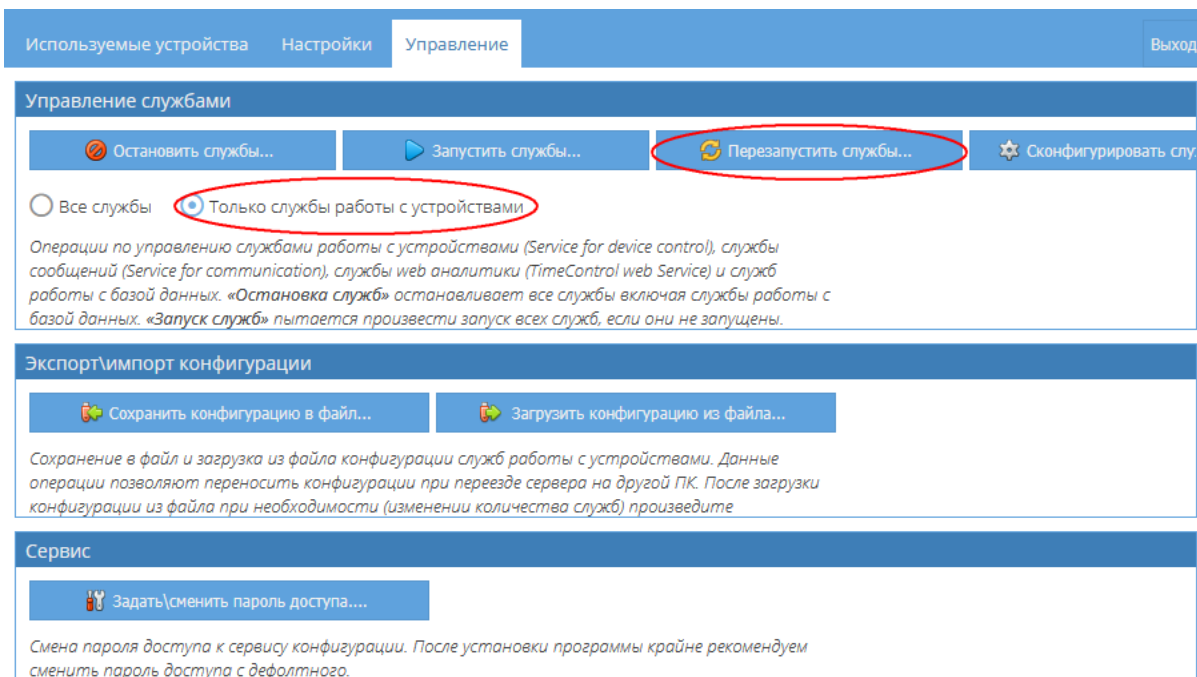 Используемые устройства Настройки Управление Выход
Управление службами
Остановить службы... Запустить службы... Перезапустить службы... Сконфигурировать
Все службы Только службы работы с устройствами
Операции по управлению службами работы с устройствами (Service for device control), службы
сообщений (Service for communication), службы web аналитики (TimeControl web Service) и служб
работы с базой данных. «Остановка служб» останавливает все службы включая службы работы с
базой данных. «Запуск служб» пытается произвести запуск всех служб, если они не запущены.
Экспорт\импорт конфигурации
Сохранить конфигурацию в файл... Загрузить конфигурацию из файла...
Сохранение в файл и загрузка из файла конфигурации служб работы с устройствами. Данные
операции позволяют переносить конфигурации при переезде сервера на другой ПК. После загрузки
конфигурации из файла при необходимости (изменении количества служб) произведите
Сервис
Задать\сменить пароль доступа....
Смена пароля доступа к сервису конфигурации. После установки программы крайне рекомендуем
сменить пароль доступа с дефолтного.